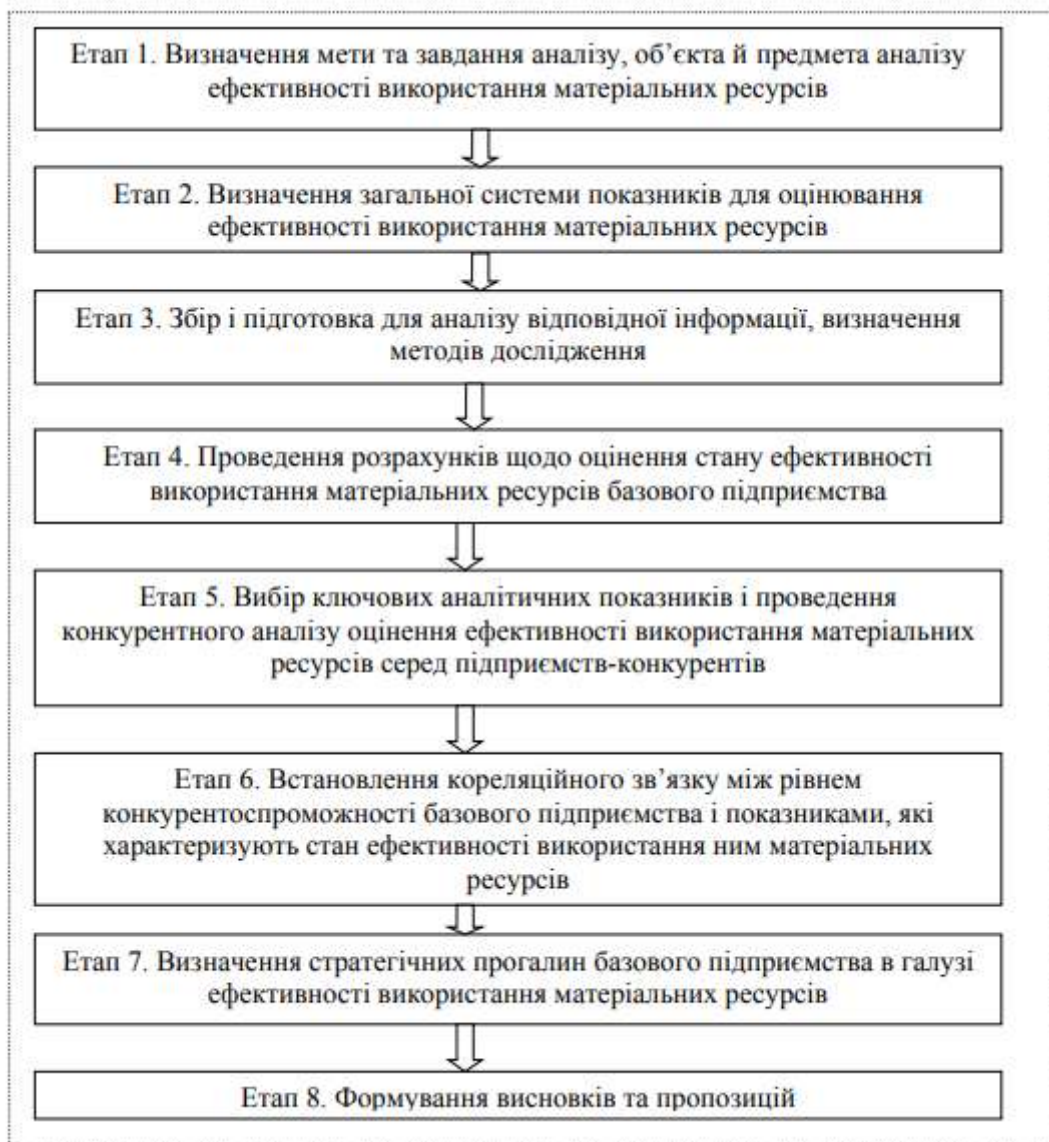 Етап 1. Визначення мети та завдання аналізу, об’єкта й предмета аналізу
ефективності використання матеріальних ресурсів
Етап 2. Визначення загальної системи показників для оцінювання
ефективності використання матеріальних ресурсів
Етап 3. Збір і підготовка для аналізу відповідної інформації, визначення
методів дослідження
Етап 4. Проведення розрахунків щодо оцінення стану ефективності
використання матеріальних ресурсів базового підприємства
Етап 5. Вибір ключових аналітичних показників і проведення
конкурентного аналізу оцінення ефективності використання матеріальних
ресурсів серед підприємств-конкурентів
Етап 6. Встановлення кореляційного зв’язку між рівнем
конкурентоспроможності базового підприємства і показниками, які
характеризують стан ефективності використання ним матеріальних
ресурсів
Етап 7. Визначення стратегічних прогалин базового підприємства в галузі
ефективності використання матеріальних ресурсів
Етап 8. Формування висновків та пропозицій